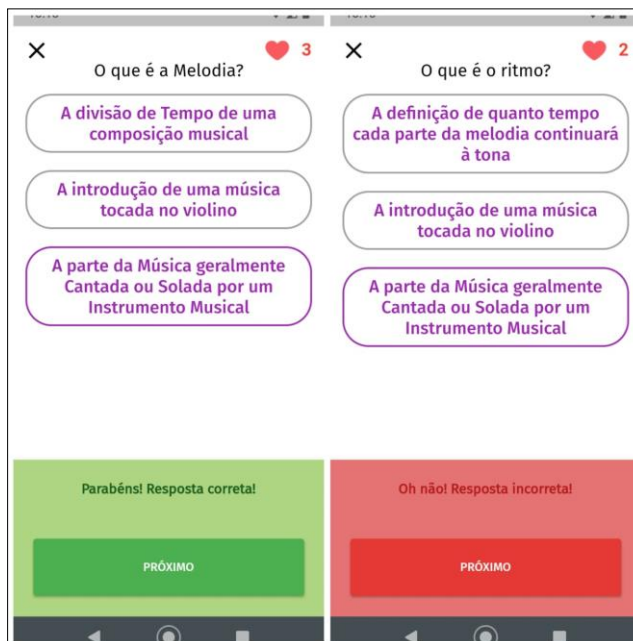 3
O que é a Melodia?
A divisão de Tempo de uma
composição musical
A introdução de uma música
tocada no violino
A parte da Música geralmente
Cantada ou Solada por um
Instrumento Musical
Parabéns! Resposta correta!
PRÓXIMO
2
O que é o ritmo?
A definição de quanto tempo
cada parte da melodia continuará
à tona
A introdução de uma música
tocada no violino
A parte da Música geralmente
Cantada ou Solada por um
Instrumento Musical
Oh não! Resposta incorreta!
PRÓXIMO